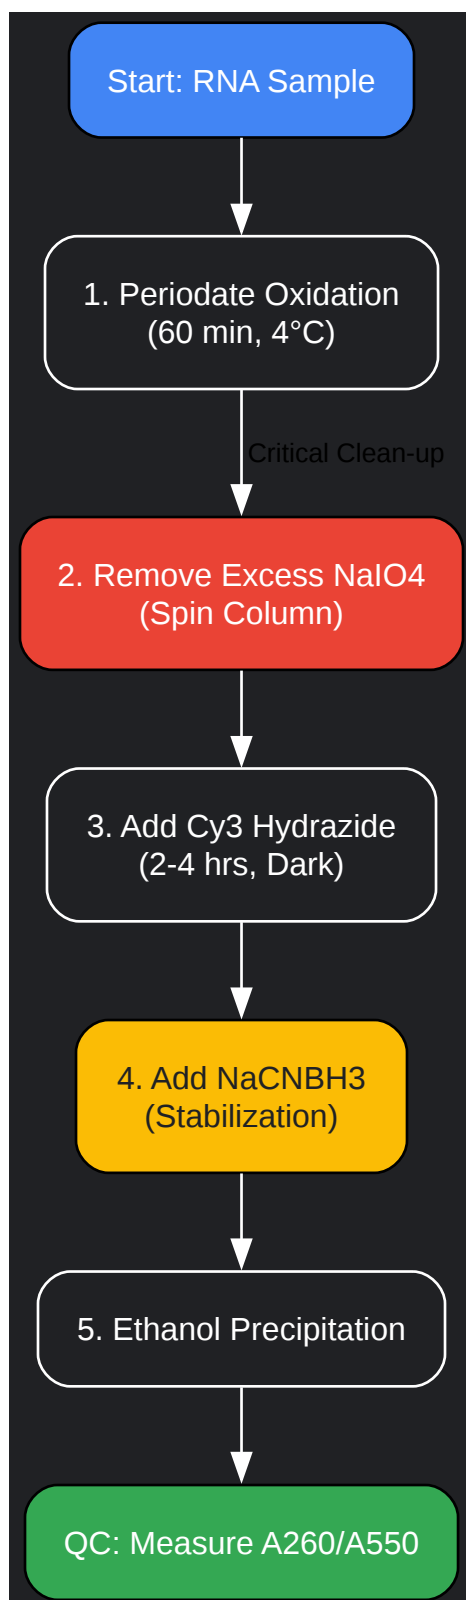 Start: RNA Sample
1. Periodate Oxidation
(60 min, 4°C)
Critical Clean-up
2. Remove Excess NaIO4
(Spin Column)
3. Add Cy3 Hydrazide
(2-4 hrs, Dark)
4. Add NaCNBH3
(Stabilization)
5. Ethanol Precipitation
QC: Measure A260/A550